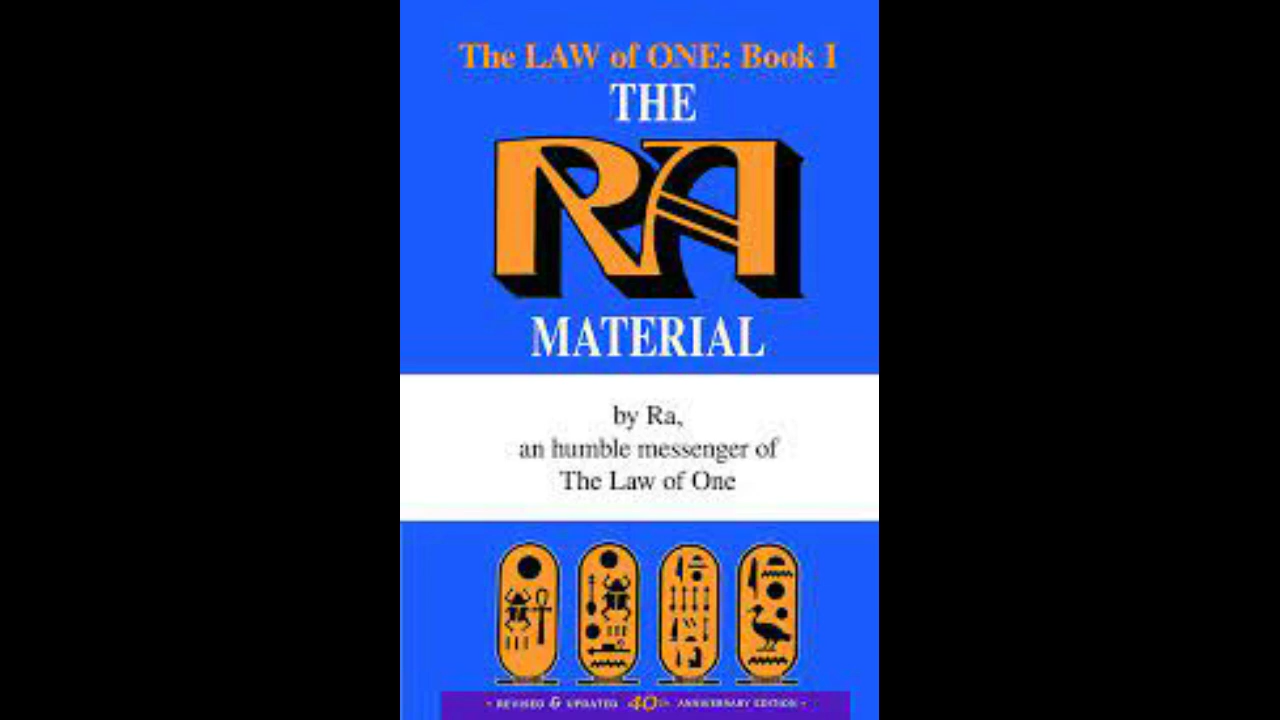 The LAW of ONE: Book I
THE
RA
MATERIAL
by Ra,
an humble messenger of
The Law of One
• REVISED & UPDATED 40TH ANNIVERSARY EDITION •